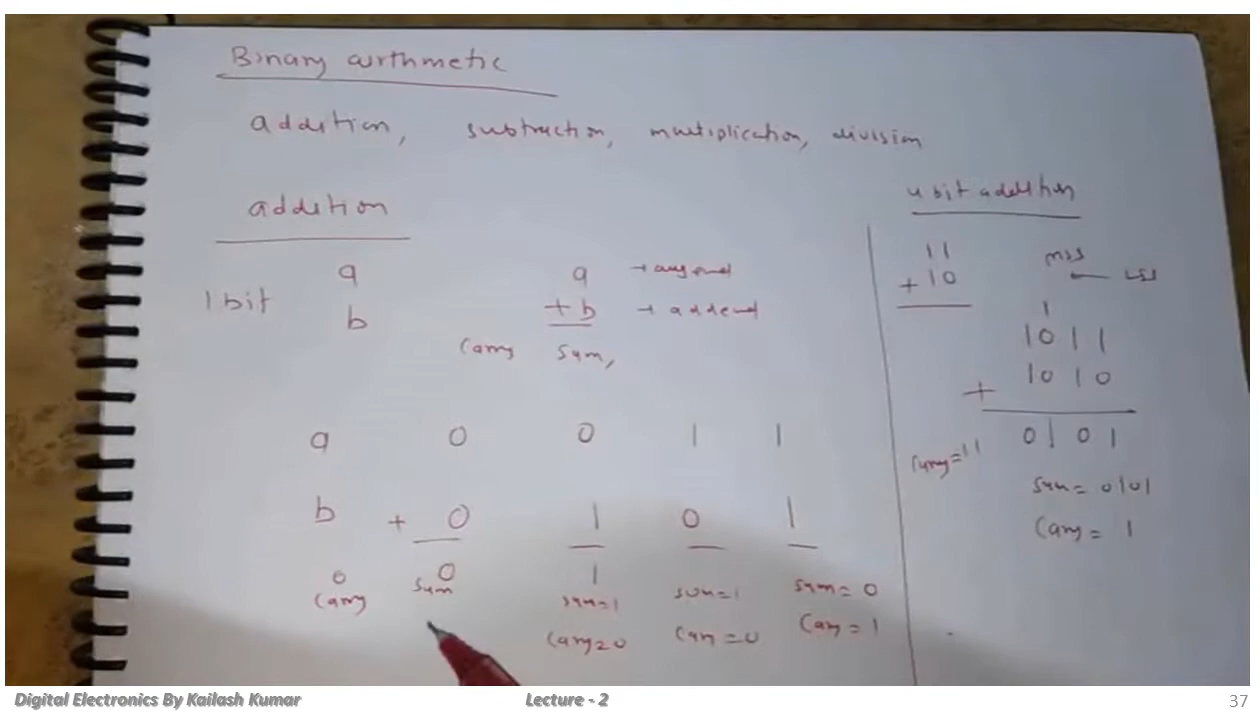 Binary arithmetic
addition, subtraction, multiplication, division
addition
1 bit
a
b
a → augend
+ b → addend
Carry Sum,
a 0 0 1 1
b + 0 1 0 1
0 0 1
Carry Sum
Sum=1
Carry=0
Sum=1
Carry=0
Sum=0
Carry=1
4 bit addition
11
+10
MSB
← LSB
1
1011
+ 1010
0101
Carry=1
Sum=0101
Carry=1
Digital Electronics By Kailash Kumar
Lecture - 2
37